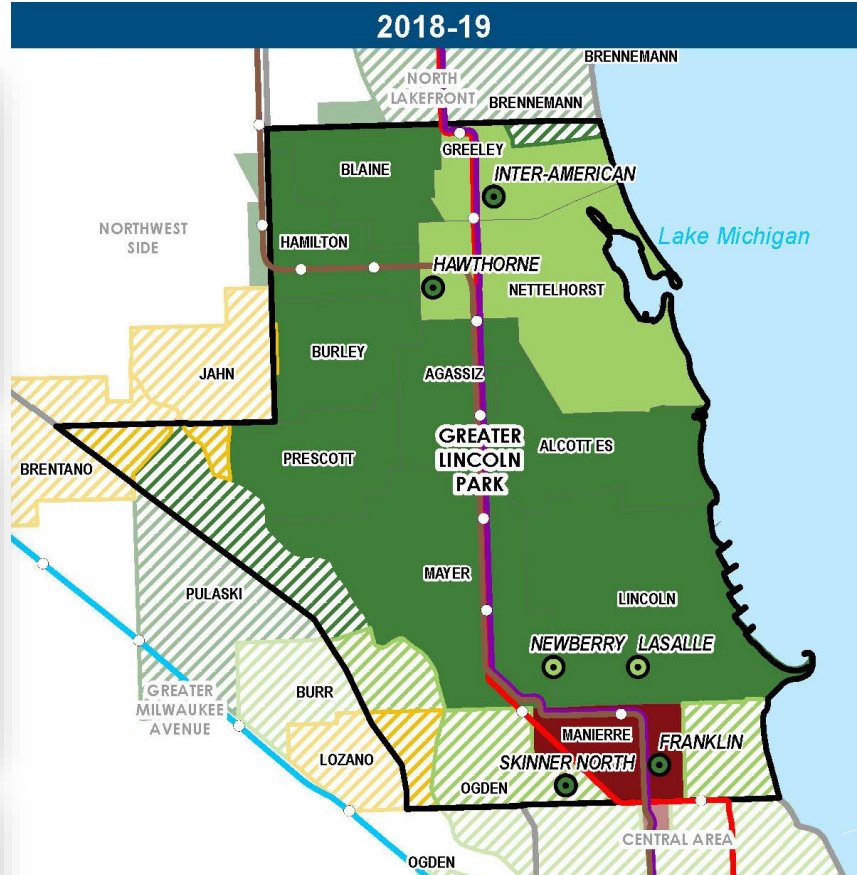 2018-19
BRENNEMANN
NORTH
LAKEFRONT
BRENNEMANN
GREELEY
BLAINE
INTER-AMERICAN
NORTHWEST
SIDE
HAMILTON
Lake Michigan
HAWTHORNE
NETTELHORST
BURLEY
JAHN
AGASSIZ
GREATER
LINCOLN
PARK
ALCOTT ES
PRESCOTT
BRENTANO
MAYER
PULASKI
LINCOLN
NEWBERRY
LASALLE
GREATER
MILWAUKEE
AVENUE
BURR
MANIERRE
FRANKLIN
LOZANO
SKINNER NORTH
OGDEN
CENTRAL AREA
OGDEN